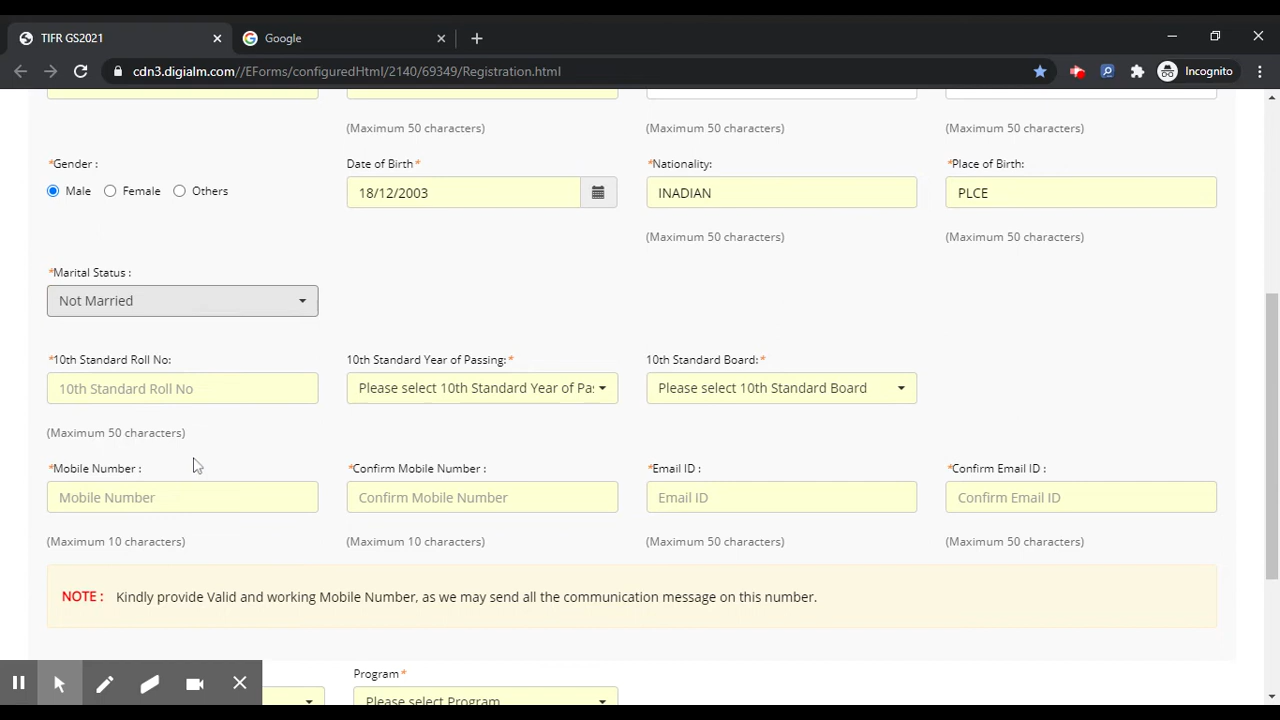 TIFR GS2021
Google
cdn3.digialm.com//EForms/configuredHtml/2140/69349/Registration.html
Incognito
(Maximum 50 characters)
(Maximum 50 characters)
(Maximum 50 characters)
*Gender :
Date of Birth*
*Nationality:
*Place of Birth:
Male
Female
Others
18/12/2003
INADIAN
PLCE
(Maximum 50 characters)
(Maximum 50 characters)
*Marital Status :
Not Married
*10th Standard Roll No:
10th Standard Year of Passing:*
10th Standard Board:*
10th Standard Roll No
Please select 10th Standard Year of Pas
Please select 10th Standard Board
(Maximum 50 characters)
*Mobile Number :
*Confirm Mobile Number :
*Email ID :
*Confirm Email ID :
Mobile Number
Confirm Mobile Number
Email ID
Confirm Email ID
(Maximum 10 characters)
(Maximum 10 characters)
(Maximum 50 characters)
(Maximum 50 characters)
NOTE : Kindly provide Valid and working Mobile Number, as we may send all the communication message on this number.
Program*
Please select Program